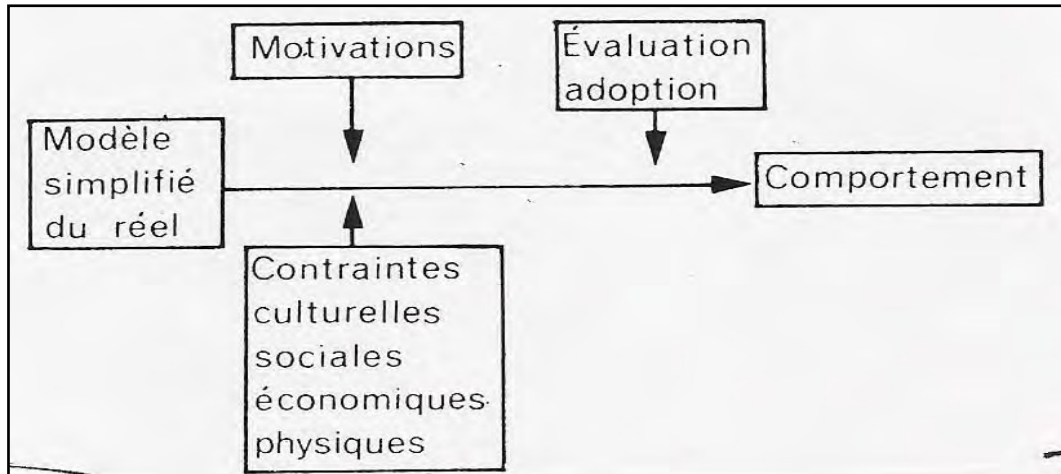 Motivations
Évaluation
adoption
Modèle
simplifié
du réel
Comportement
Contraintes
culturelles
sociales
économiques
physiques